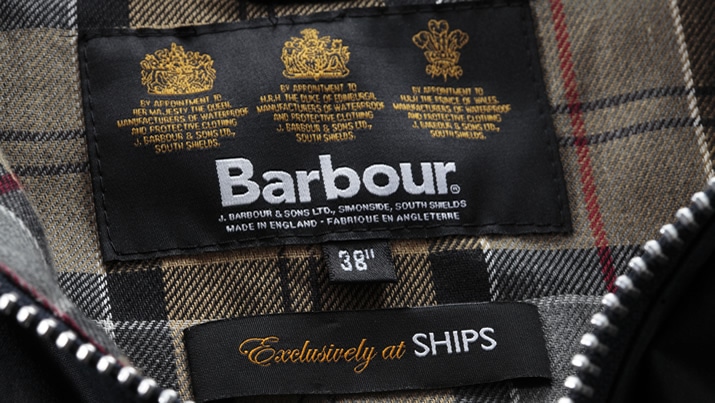 BY APPOINTMENT TO
HER MAJESTY THE QUEEN.
MANUFACTURERS OF WATERPROOF
AND PROTECTIVE CLOTHING
J. BARBOUR & SONS LTD.,
SOUTH SHIELDS.
BY APPOINTMENT TO
H.R.H. THE DUKE OF EDINBURGH.
MANUFACTURERS OF WATERPROOF
AND PROTECTIVE CLOTHING
J. BARBOUR & SONS LTD.,
SOUTH SHIELDS.
BY APPOINTMENT TO
H.R.H. THE PRINCE OF WALES.
MANUFACTURERS OF WATERPROOF
AND PROTECTIVE CLOTHING
J. BARBOUR & SONS LTD.,
SOUTH SHIELDS.
Barbour®
J. BARBOUR & SONS LTD., SIMONSIDE, SOUTH SHIELDS
MADE IN ENGLAND · FABRIQUE EN ANGLETERRE
38"
Exclusively at SHIPS